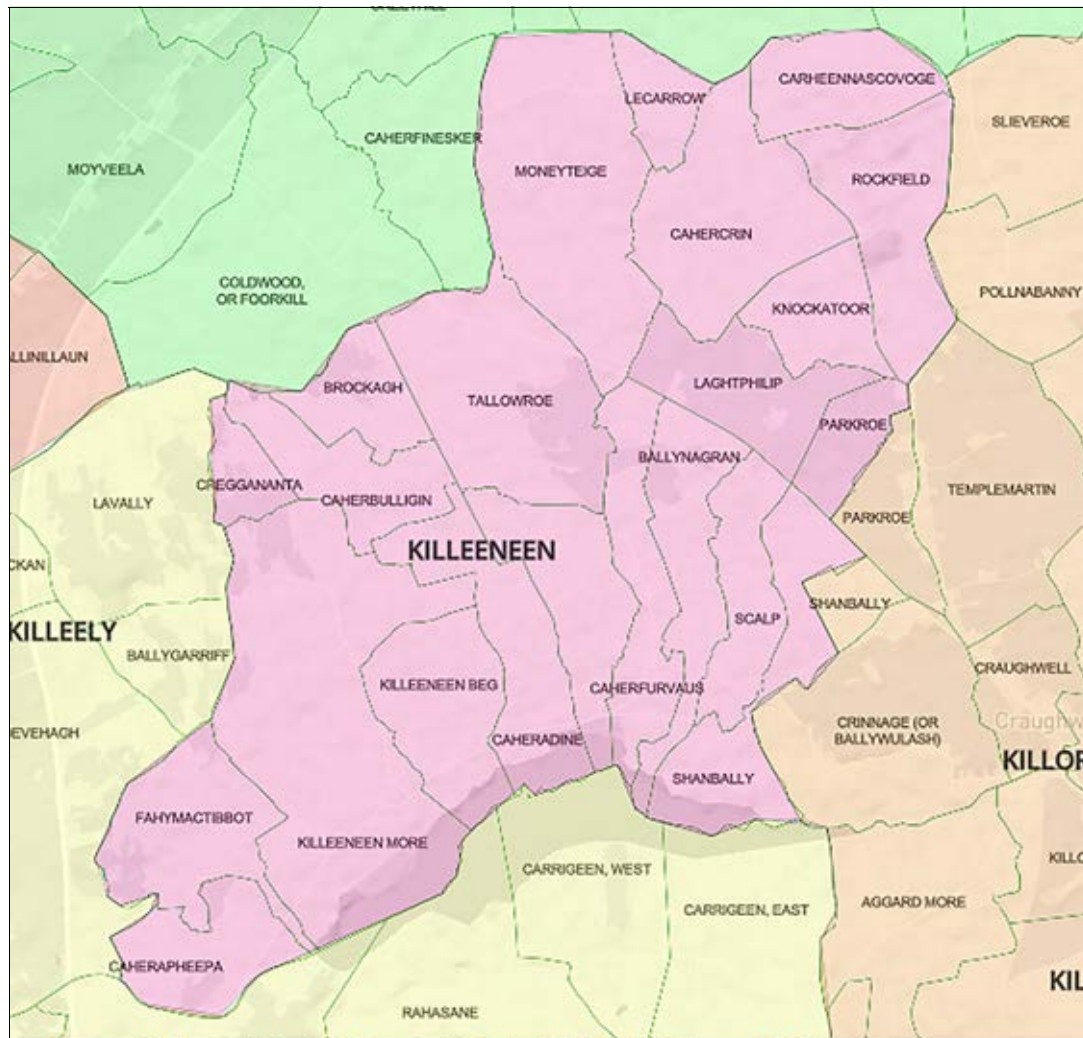 CARHEENNASCOVOGE
LECARROW
SLIEVEROE
CAHERFINESKER
MOYVEELA
MONEYTEIGE
ROCKFIELD
CAHERCRIN
COLDWOOD,
OR FOORKILL
POLLNABANNY
KNOCKATOOR
LLINILLAUN
BROCKAGH
LAGHTPHILIP
TALLOWROE
PARKROE
BALLYNAGRAN
CREGGANANTA
CAHERBULLIGIN
LAVALLY
TEMPLEMARTIN
PARKROE
KILLEENEEN
CKAN
SHANBALLY
SCALP
KILLEELY
BALLYGARRIFF
CRAUGHWELL
KILLEENEEN BEG
CAHERFURVAUS
CRINNAGE (OR
BALLYWULASH)
Craughw
EVEHAGH
CAHERADINE
KILLOR
SHANBALLY
FAHYMACTIBBOT
KILLEENEEN MORE
KILLO
CARRIGEEN, WEST
AGGARD MORE
CARRIGEEN, EAST
CAHERAPHEEPA
KIL
RAHASANE